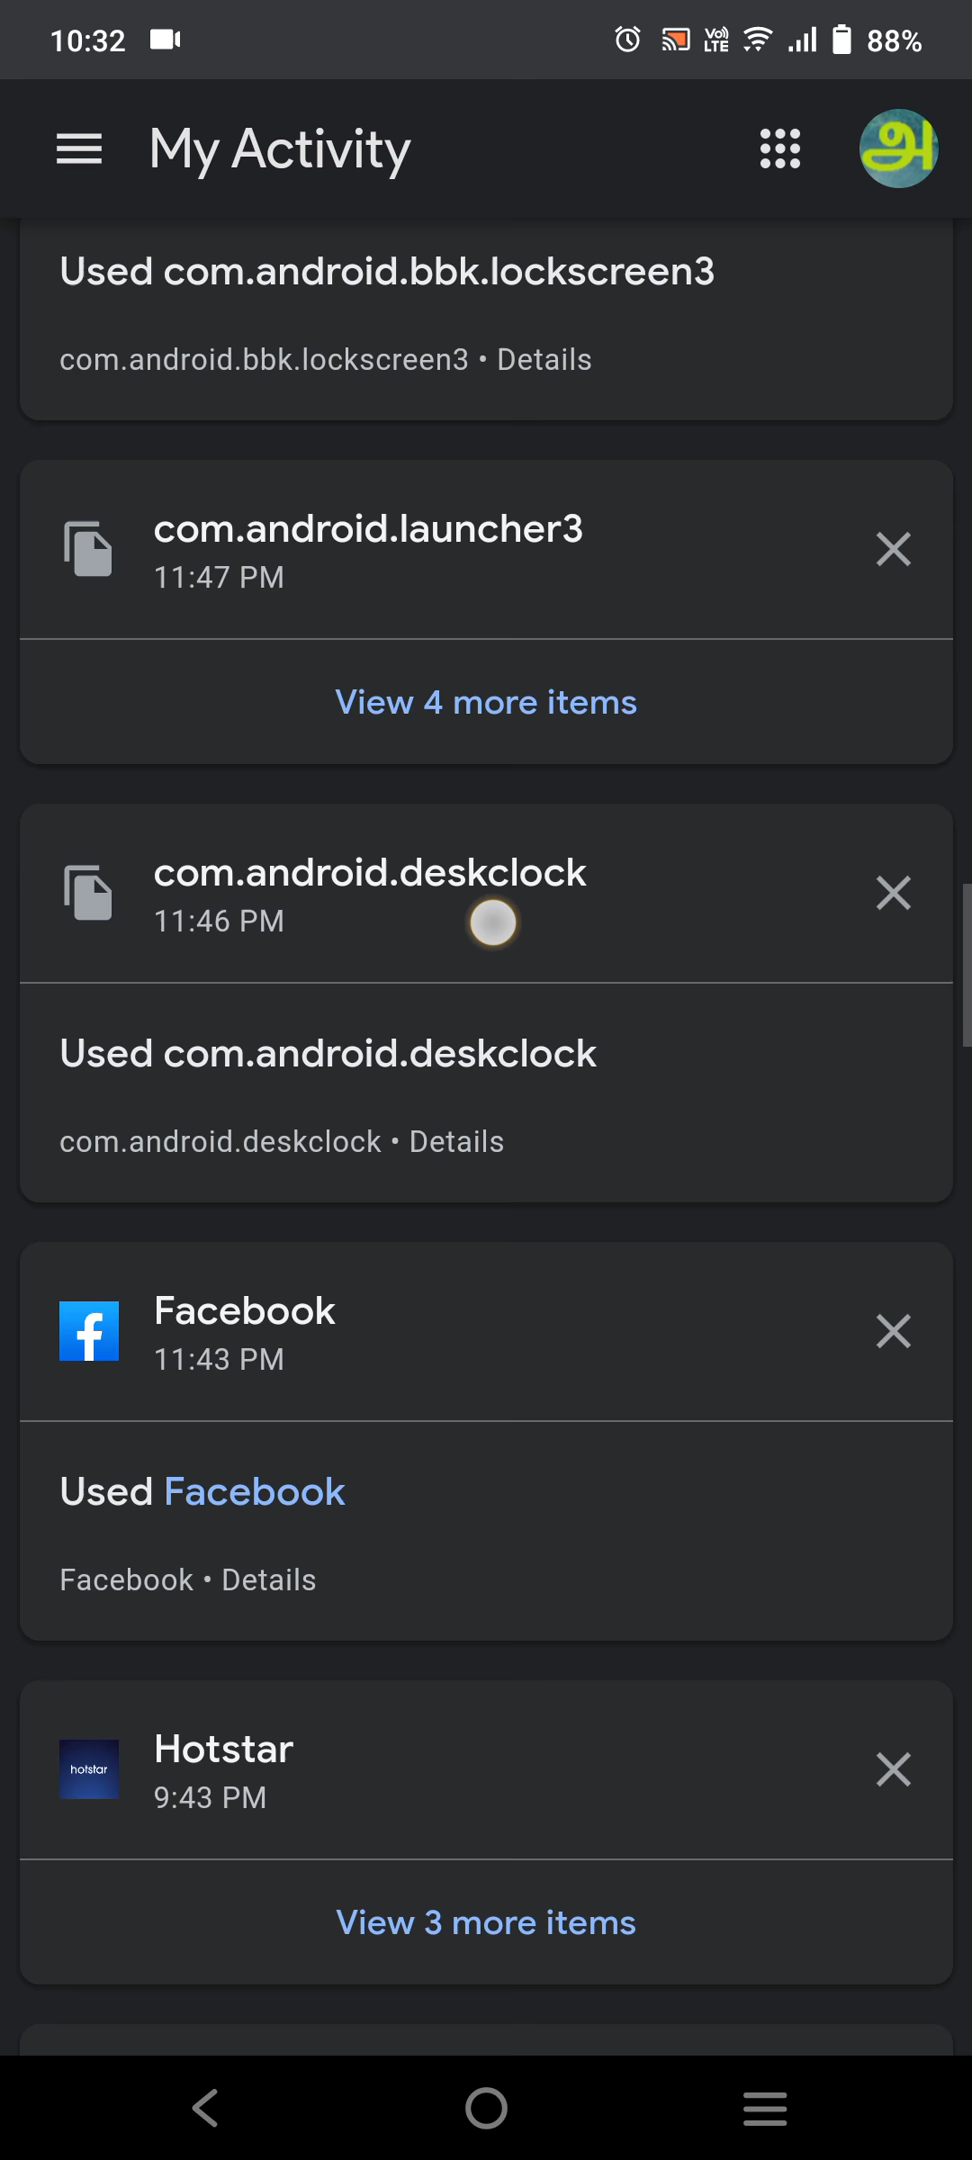 10:32 VoLTE 88%
My Activity அ
Used com.android.bbk.lockscreen3
com.android.bbk.lockscreen3 • Details
com.android.launcher3
11:47 PM
View 4 more items
com.android.deskclock
11:46 PM
Used com.android.deskclock
com.android.deskclock • Details
Facebook
11:43 PM
Used Facebook
Facebook • Details
hotstar
Hotstar
9:43 PM
View 3 more items